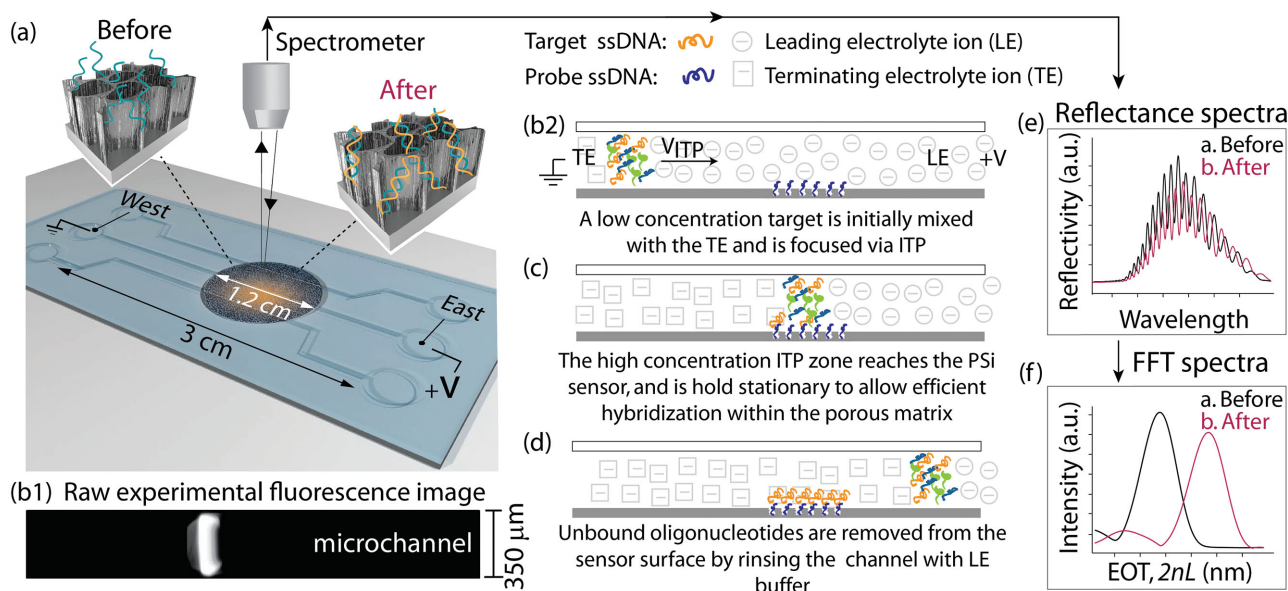 (a)
Before
Spectrometer
After
West
East
1.2 cm
3 cm
+V
(b1) Raw experimental fluorescence image
microchannel
350 µm
Target ssDNA:
Leading electrolyte ion (LE)
Probe ssDNA:
Terminating electrolyte ion (TE)
(b2)
TE
VITP
LE
+V
A low concentration target is initially mixed
with the TE and is focused via ITP
(c)
The high concentration ITP zone reaches the PSi
sensor, and is hold stationary to allow efficient
hybridization within the porous matrix
(d)
Unbound oligonucleotides are removed from the
sensor surface by rinsing the channel with LE
buffer
Reflectance spectra
(e)
a. Before
b. After
Reflectivity (a.u.)
Wavelength
FFT spectra
(f)
a. Before
b. After
Intensity (a.u.)
EOT, 2nL (nm)